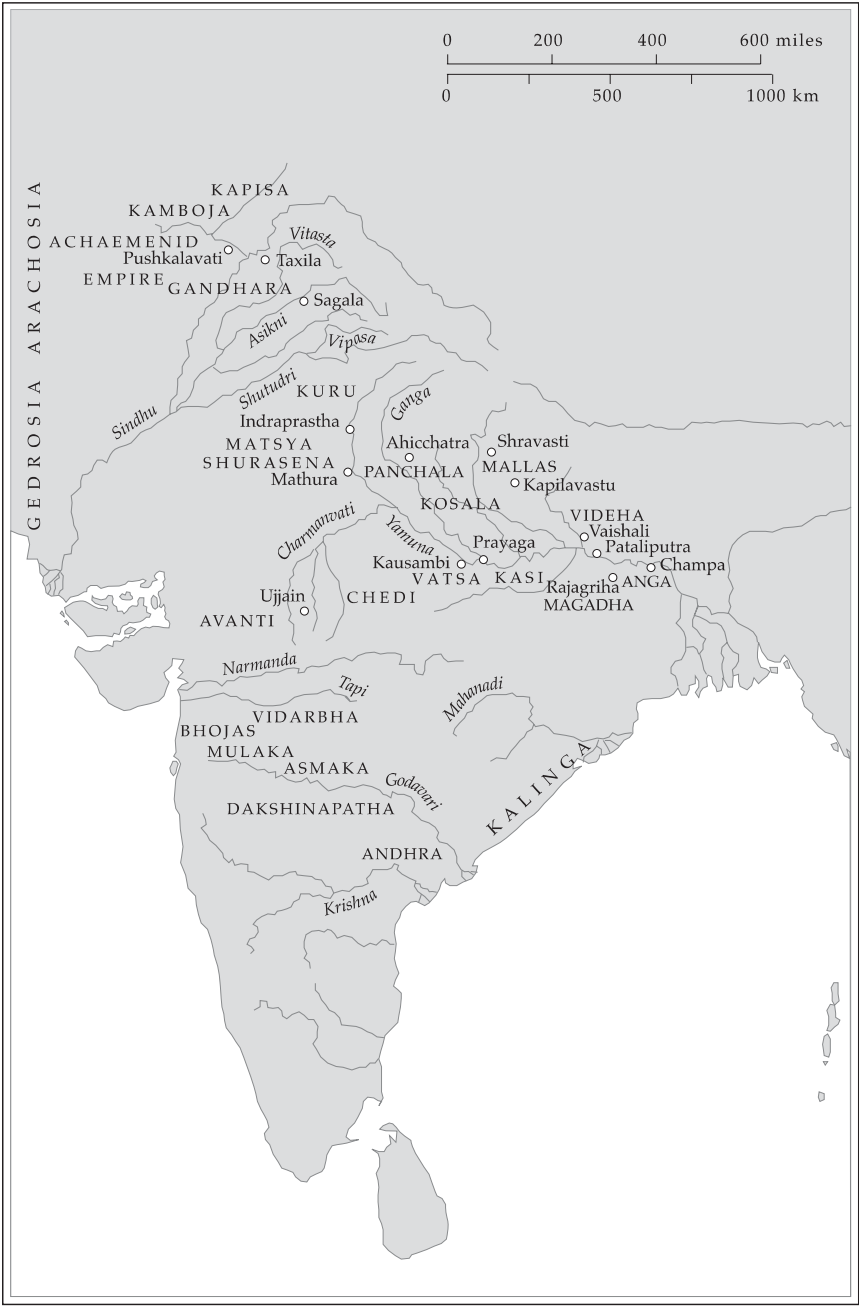 0 200 400 600 miles
0 500 1000 km
KAPISA
KAMBOJA
ACHAEMENID
EMPIRE
Pushkalavati
Vitasta
Taxila
GANDHARA
Sagala
Asikni
Vipasa
GEDROSIA ARACHOSIA
Sindhu
Shutudri
KURU
Ganga
Indraprastha
MATSYA
SHURASENA
Mathura
Ahicchatra
PANCHALA
Shravasti
MALLAS
Kapilavastu
KOSALA
VIDEHA
Vaishali
Pataliputra
Champa
Charmanvati
Yamuna
Prayaga
Kausambi
VATSA
KASI
Rajagriha
ANGA
MAGADHA
Ujjain
CHEDI
AVANTI
Narmanda
Tapi
Mahanadi
VIDARBHA
BHOJAS
MULAKA
ASMAKA
Godavari
KALINGA
DAKSHINAPATHA
ANDHRA
Krishna